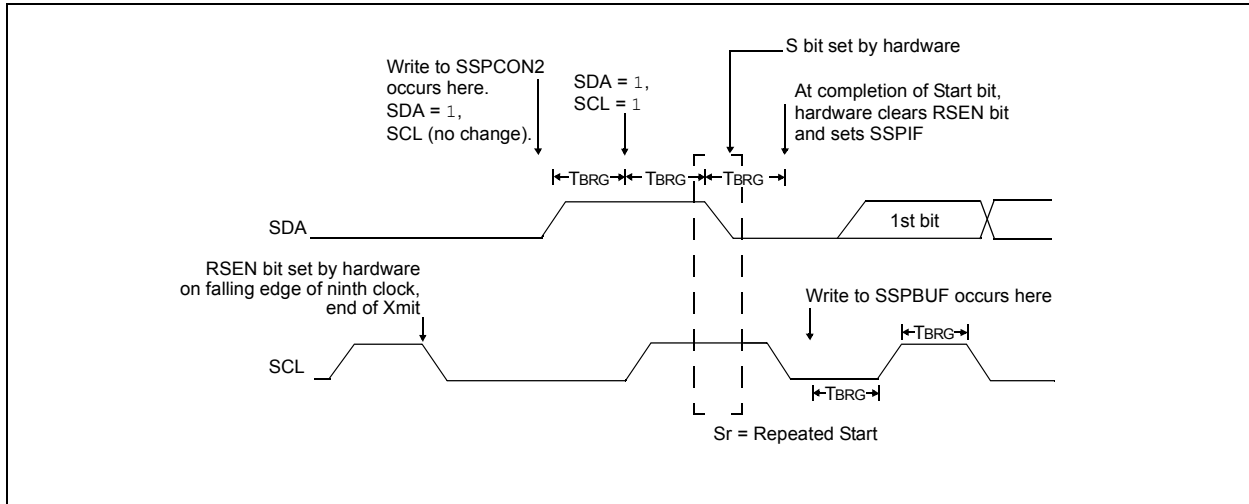 S bit set by hardware
Write to SSPCON2
occurs here.
SDA = 1,
SCL (no change).
SDA = 1,
SCL = 1
At completion of Start bit,
hardware clears RSEN bit
and sets SSPIF
TBRG
TBRG
TBRG
SDA
1st bit
RSEN bit set by hardware
on falling edge of ninth clock,
end of Xmit
Write to SSPBUF occurs here
TBRG
SCL
TBRG
Sr = Repeated Start